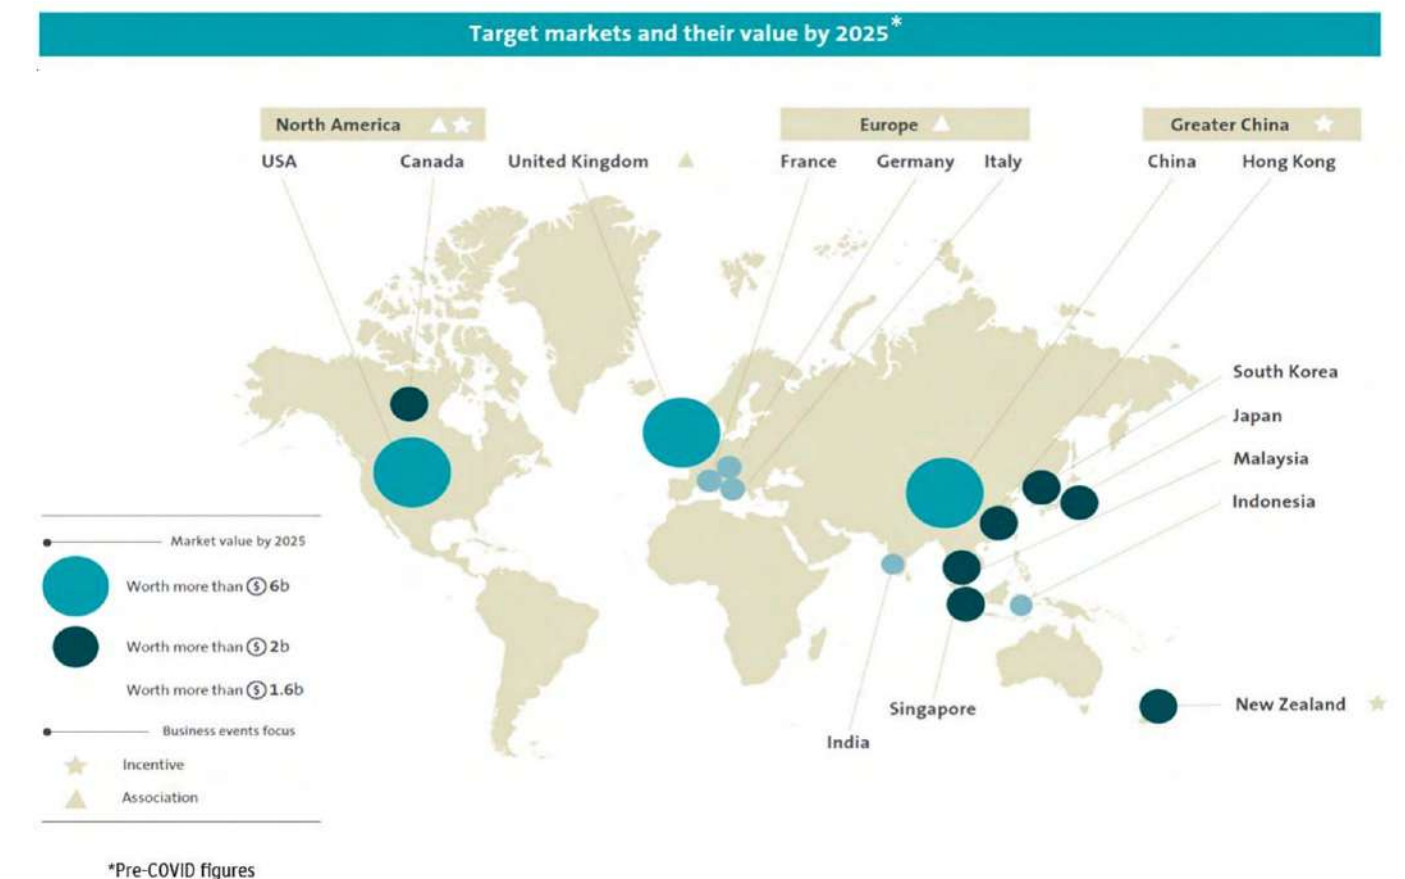 Target markets and their value by 2025*
North America
Europe
Greater China
USA
Canada
United Kingdom
France
Germany
Italy
China
Hong Kong
South Korea
Japan
Malaysia
Indonesia
Market value by 2025
Worth more than $ 6b
Worth more than $ 2b
Worth more than $ 1.6b
Business events focus
Incentive
Association
Singapore
India
New Zealand
*Pre-COVID figures